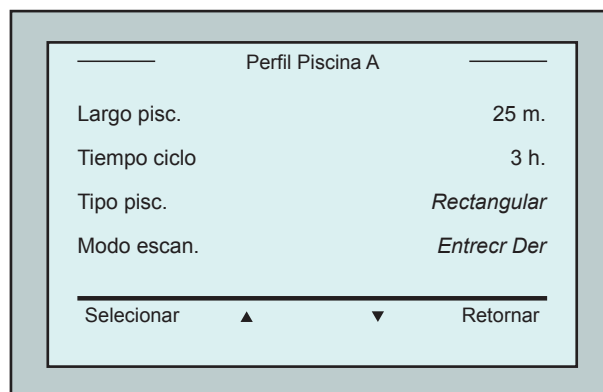 Perfil Piscina A
Largo pisc. 25 m.
Tiempo ciclo 3 h.
Tipo pisc. Rectangular
Modo escan. Entrecr Der
Selecionar ▲ ▼ Retornar